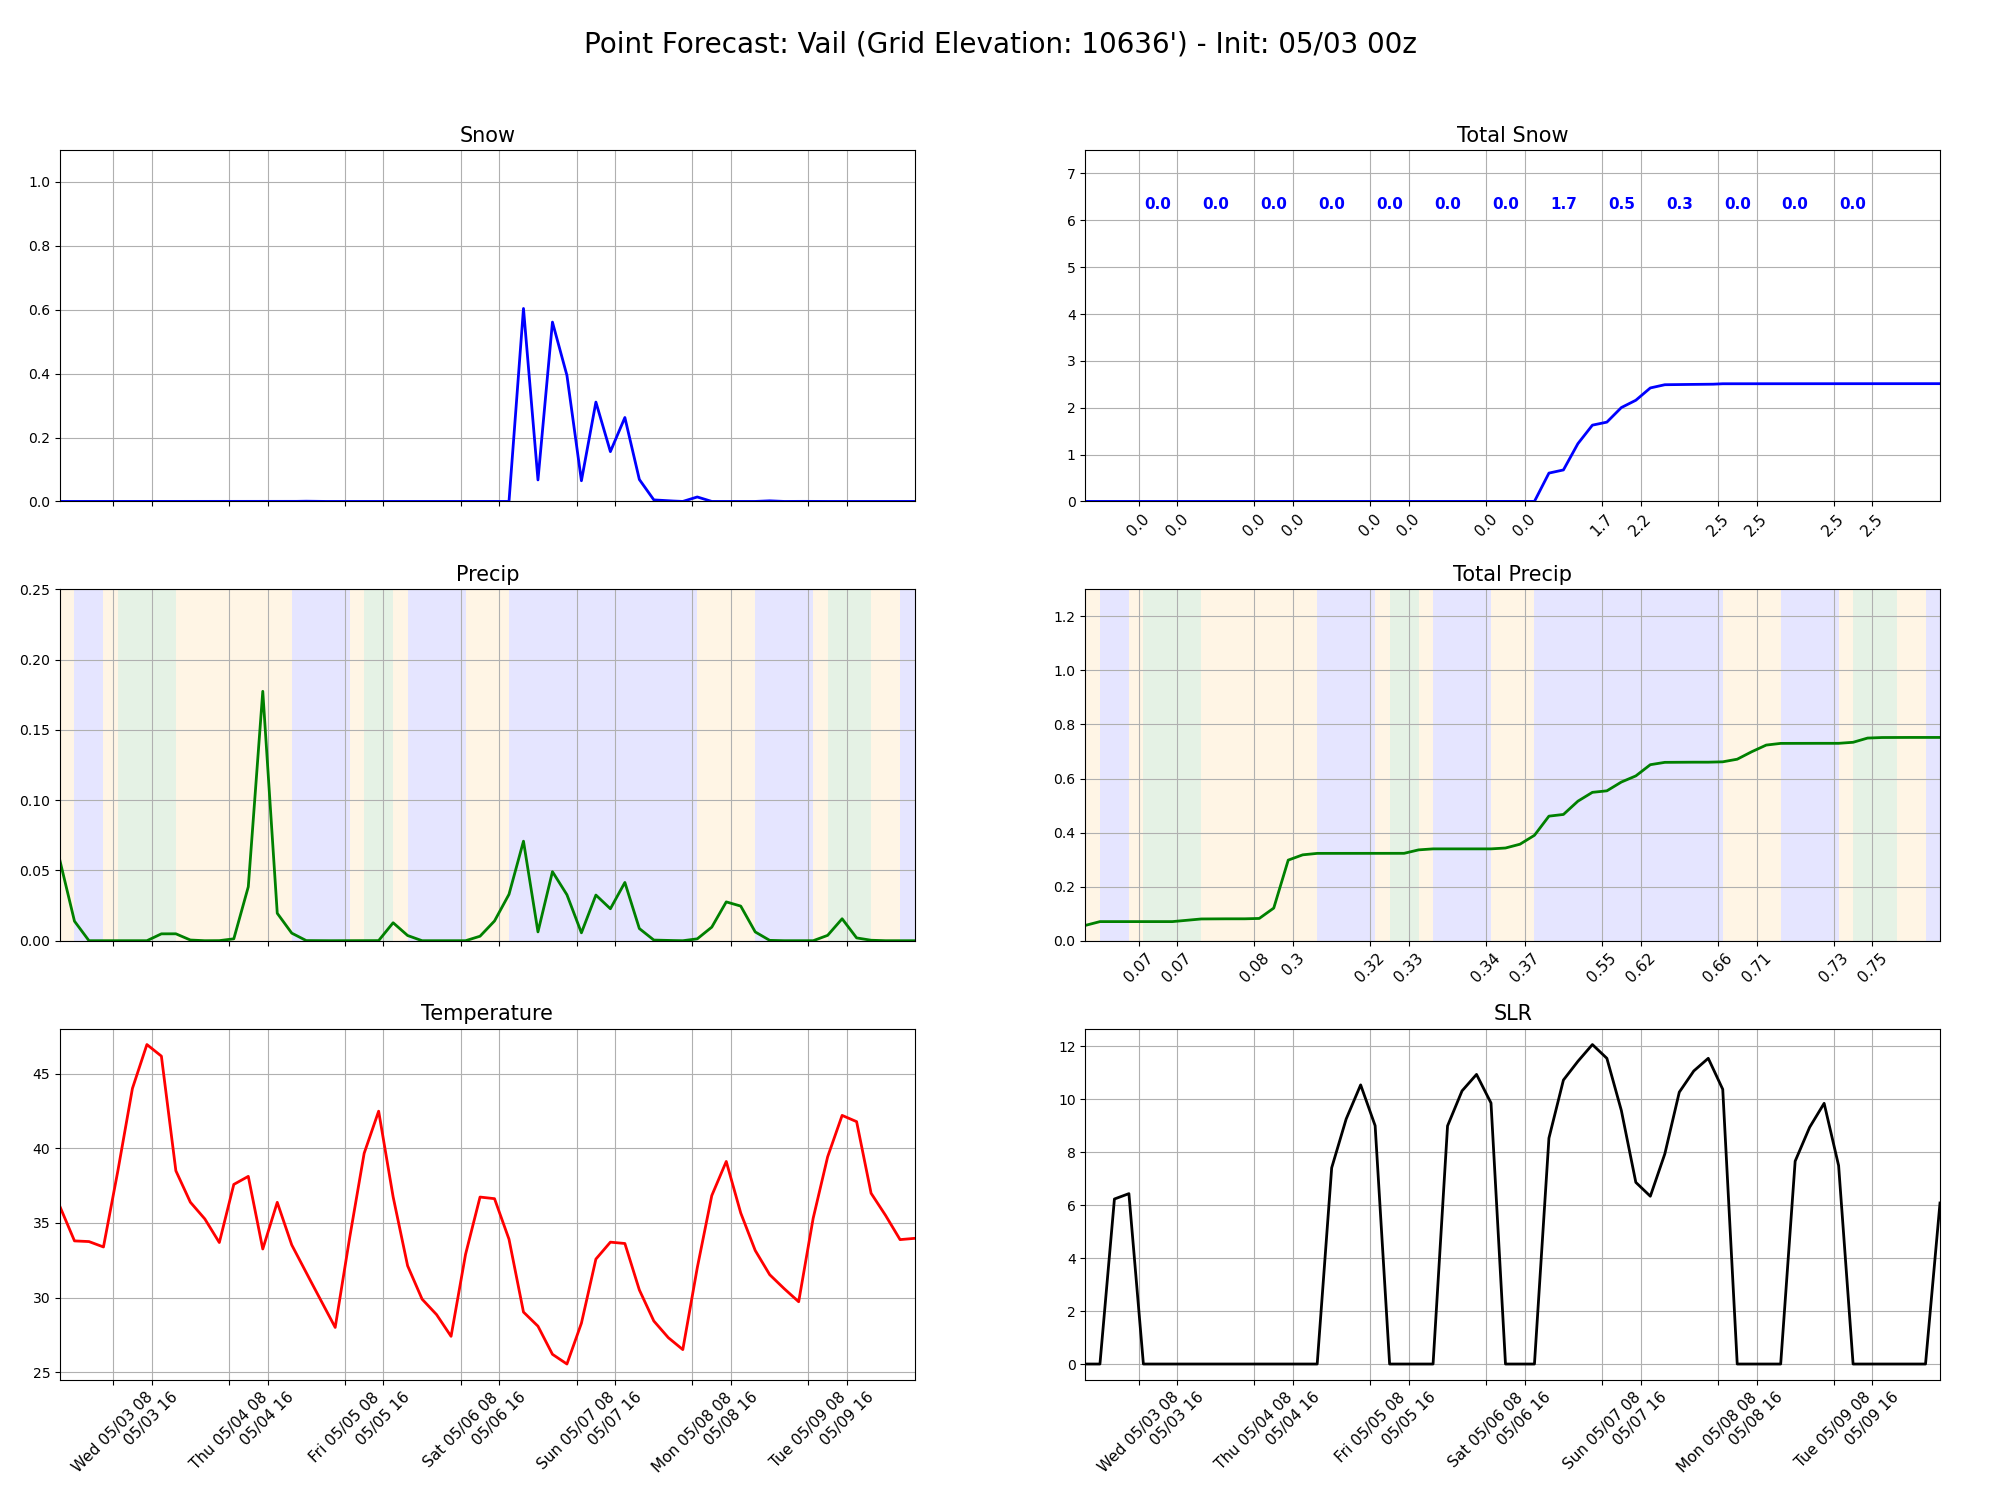 Point Forecast: Vail (Grid Elevation: 10636') - Init: 05/03 00z
Snow
1.0
0.8
0.6
0.4
0.2
0.0
Total Snow
7
6
5
4
3
2
1
0
0.0 0.0 0.0 0.0 0.0 0.0 0.0 1.7 0.5 0.3 0.0 0.0 0.0
0.0 0.0 0.0 0.0 0.0 0.0 0.0 0.0 1.7 2.2 2.5 2.5 2.5 2.5
Precip
0.25
0.20
0.15
0.10
0.05
0.00
Total Precip
1.2
1.0
0.8
0.6
0.4
0.2
0.0
0.07 0.07 0.08 0.3 0.32 0.33 0.34 0.37 0.55 0.62 0.66 0.71 0.73 0.75
Temperature
45
40
35
30
25
Wed 05/03 08
05/03 16
Thu 05/04 08
05/04 16
Fri 05/05 08
05/05 16
Sat 05/06 08
05/06 16
Sun 05/07 08
05/07 16
Mon 05/08 08
05/08 16
Tue 05/09 08
05/09 16
SLR
12
10
8
6
4
2
0
Wed 05/03 08
05/03 16
Thu 05/04 08
05/04 16
Fri 05/05 08
05/05 16
Sat 05/06 08
05/06 16
Sun 05/07 08
05/07 16
Mon 05/08 08
05/08 16
Tue 05/09 08
05/09 16